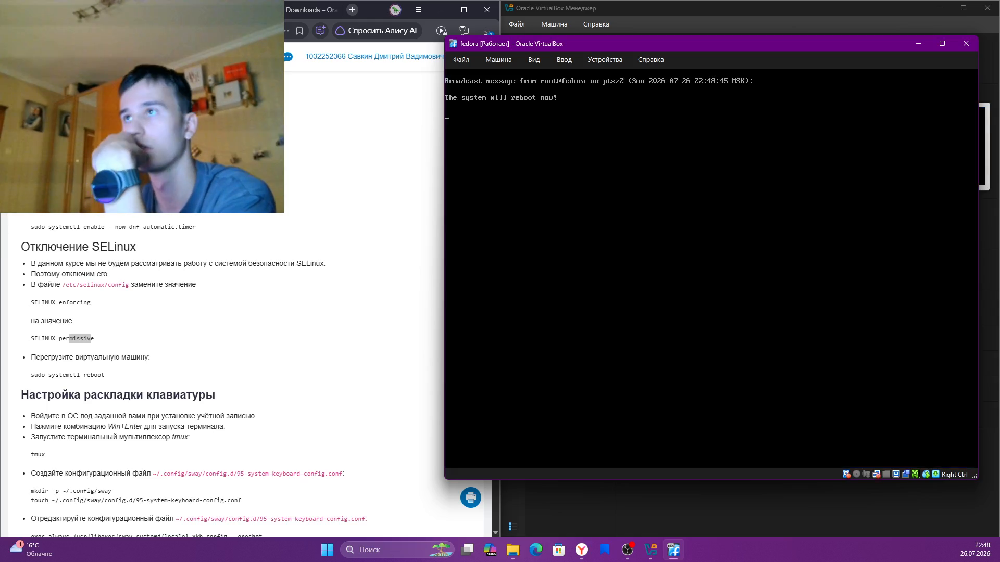 Downloads – Ora
Спросить Алису AI
1032252366 Савкин Дмитрий Вадимович
sudo systemctl enable --now dnf-automatic.timer
Отключение SELinux
В данном курсе мы не будем рассматривать работу с системой безопасности SELinux.
Поэтому отключим его.
В файле /etc/selinux/config замените значение
SELINUX=enforcing
на значение
SELINUX=permissive
Перегрузите виртуальную машину:
sudo systemctl reboot
Настройка раскладки клавиатуры
Войдите в ОС под заданной вами при установке учётной записью.
Нажмите комбинацию Win+Enter для запуска терминала.
Запустите терминальный мультиплексор tmux:
tmux
Создайте конфигурационный файл ~/.config/sway/config.d/95-system-keyboard-config.conf:
mkdir -p ~/.config/sway
touch ~/.config/sway/config.d/95-system-keyboard-config.conf
Отредактируйте конфигурационный файл ~/.config/sway/config.d/95-system-keyboard-config.conf:
Oracle VirtualBox Менеджер
Файл Машина Справка
fedora [Работает] - Oracle VirtualBox
Файл Машина Вид Ввод Устройства Справка
Broadcast message from root@fedora on pts/2 (Sun 2026-07-26 22:48:45 MSK):
The system will reboot now!
Right Ctrl
1
16°C
Облачно
Поиск
M365
22:48
26.07.2026